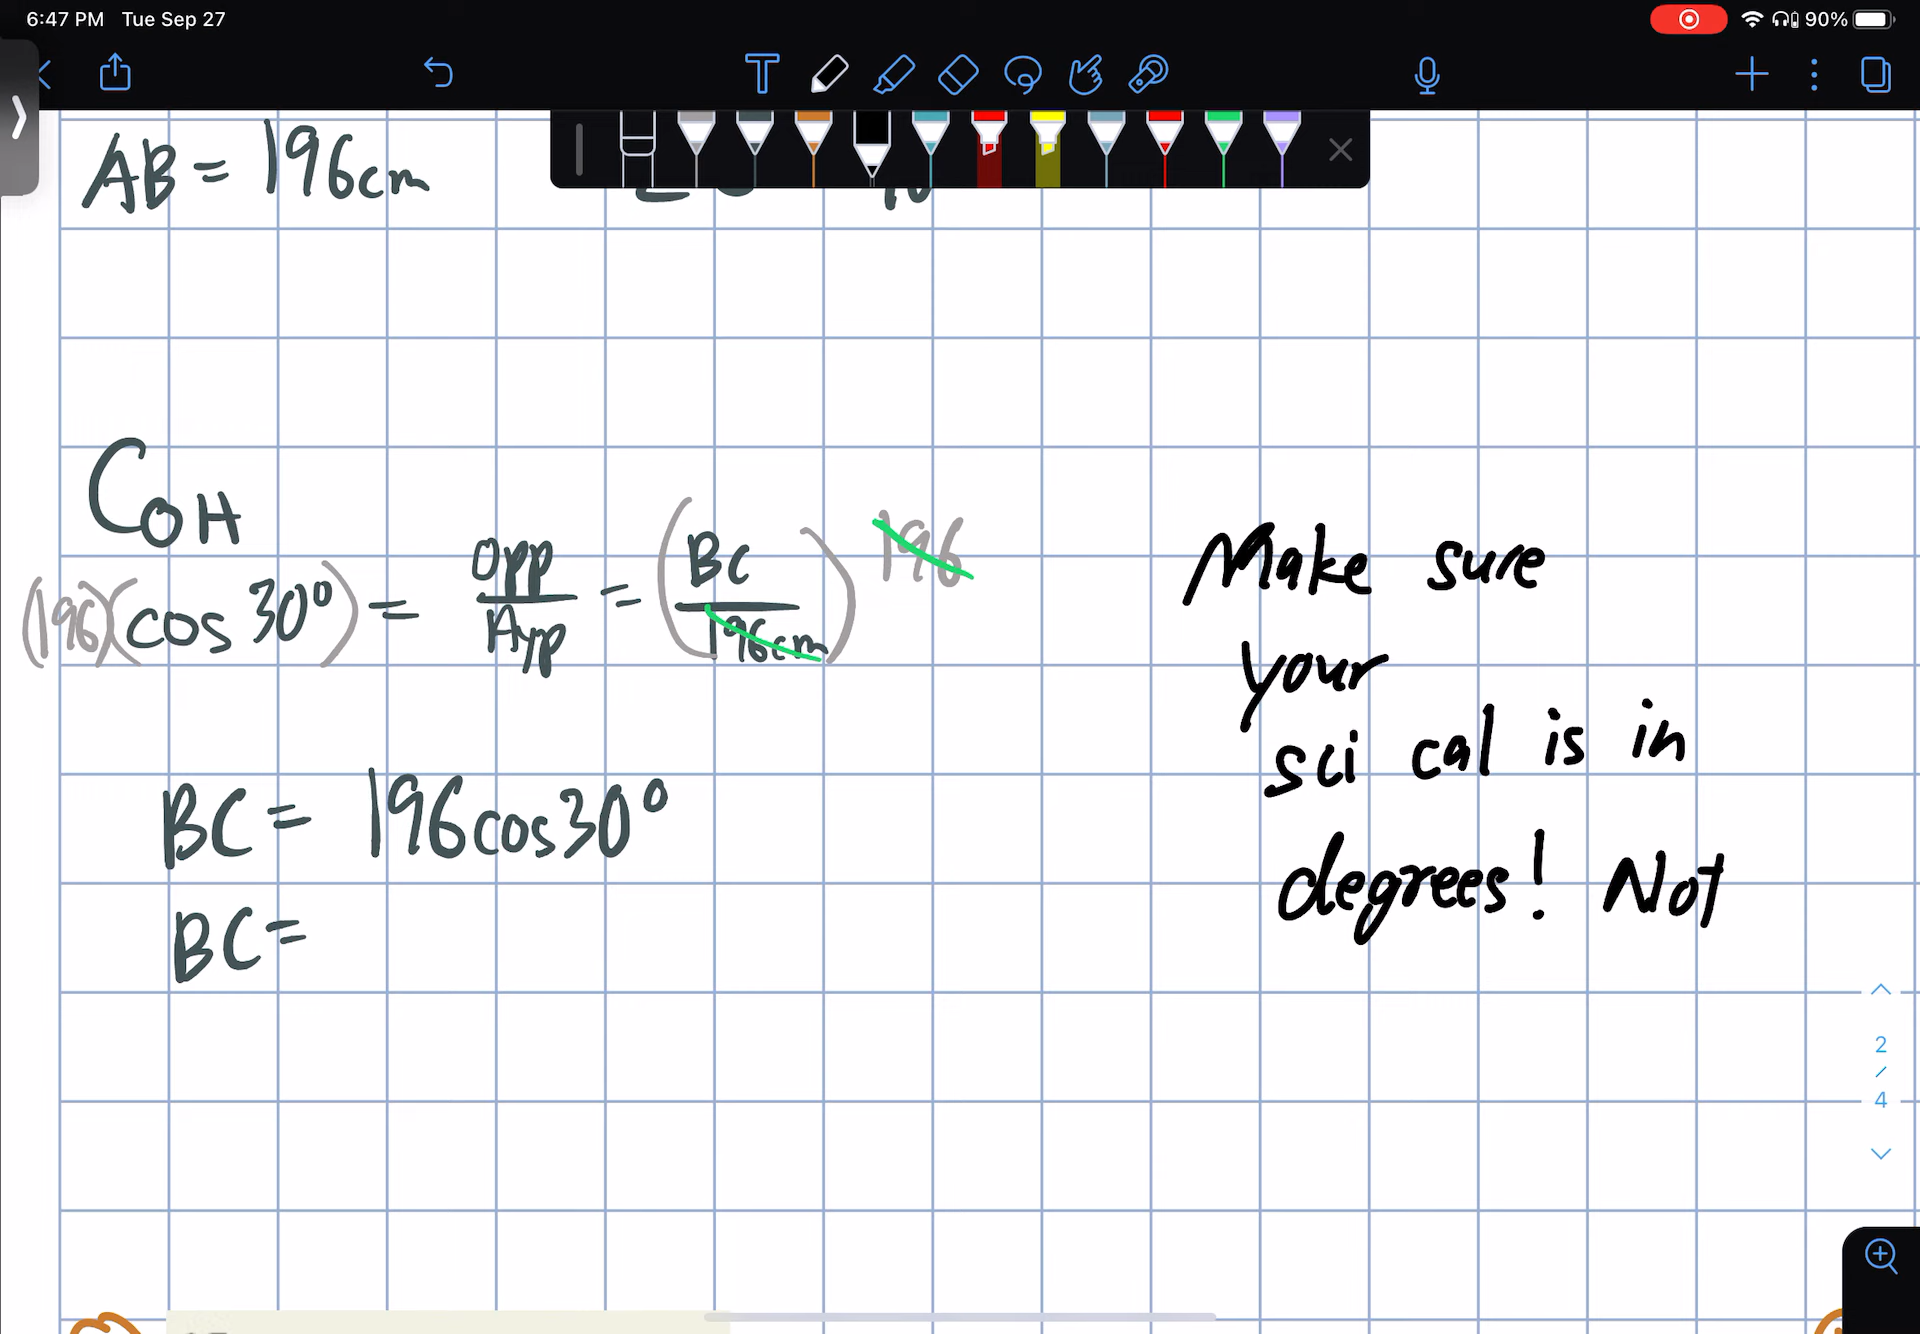 6:47 PM Tue Sep 27
90%
AB = 196cm
COH
(196)(cos 30°) = Opp/Hyp = (BC/196cm) 196
BC = 196cos30°
BC =
Make sure
your
sci cal is in
degrees! Not
2
/
4